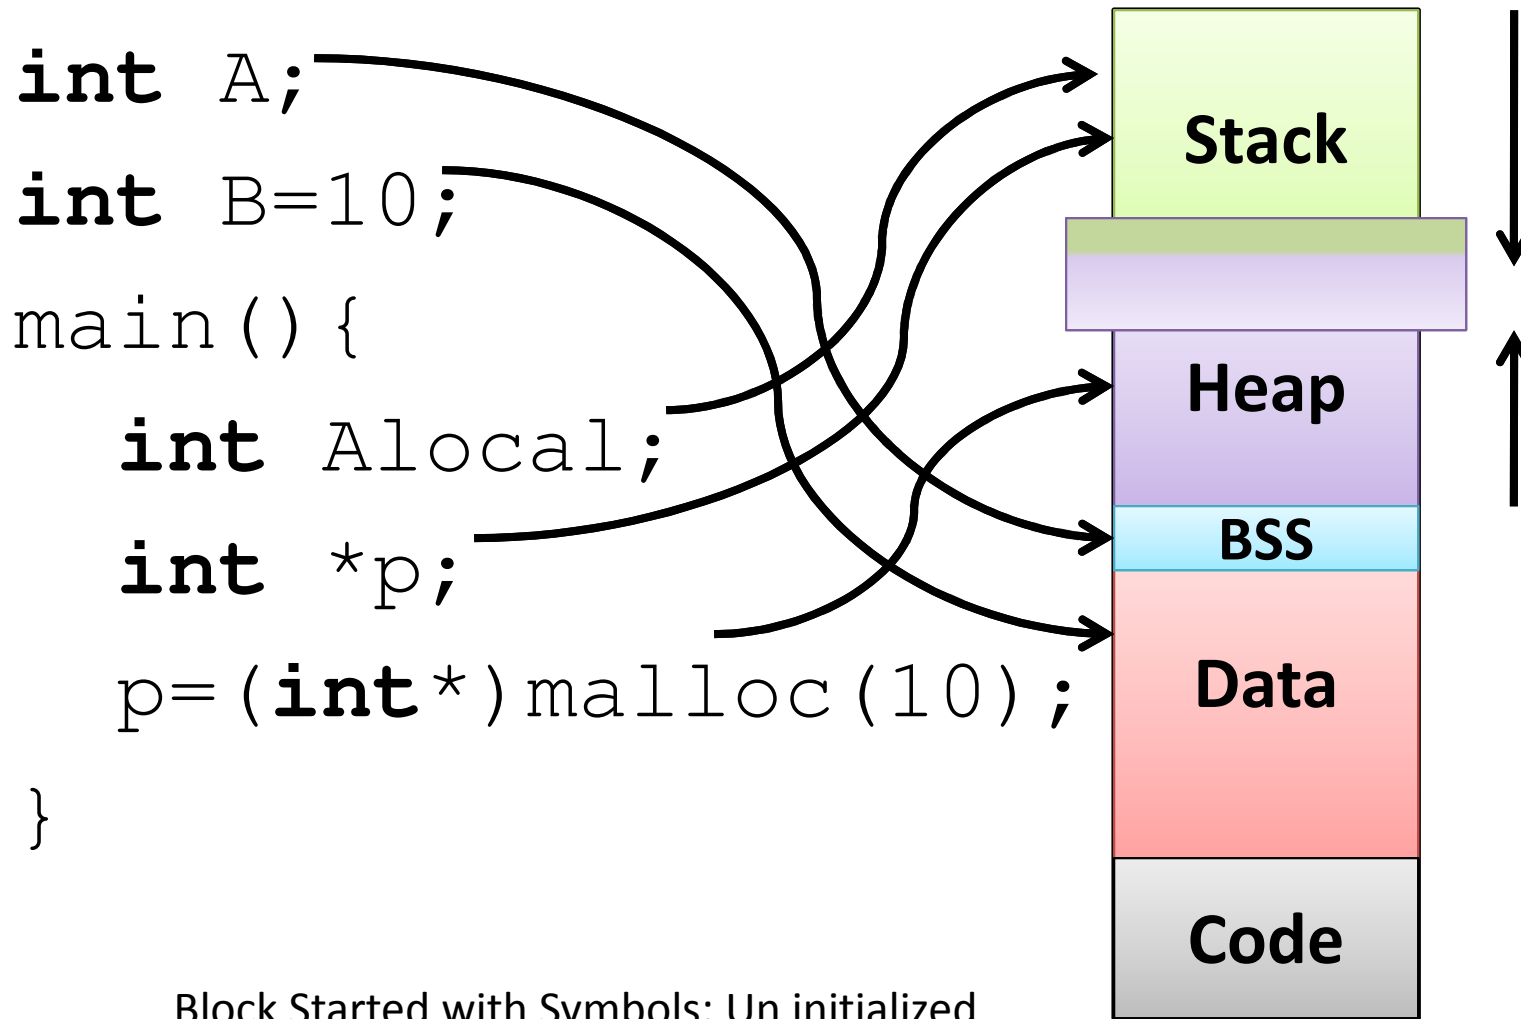 int A;
int B=10;
main(){
int Alocal;
int *p;
p=(int*)malloc(10);
}
Stack
Heap
BSS
Data
Code
Block Started with Symbols: Un initialized